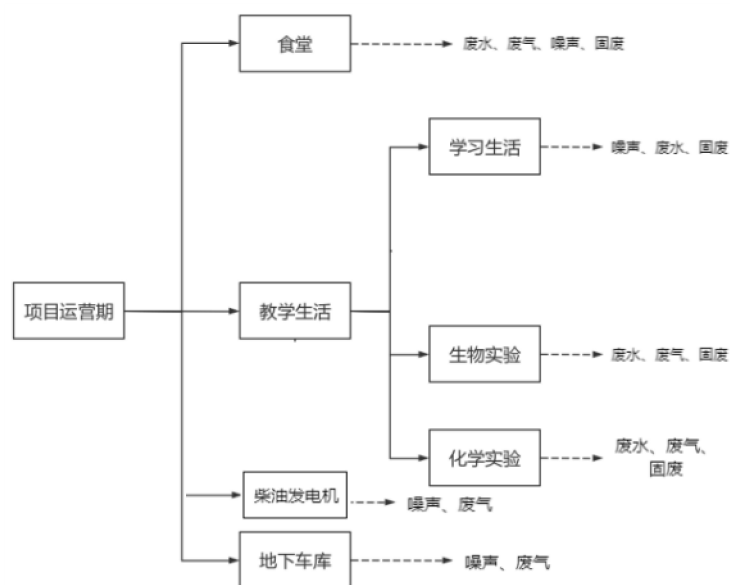 食堂
废水、废气、噪声、固废
学习生活
噪声、废水、固废
项目运营期
教学生活
生物实验
废水、废气、固废
化学实验
废水、废气、
固废
柴油发电机
噪声、废气
地下车库
噪声、废气